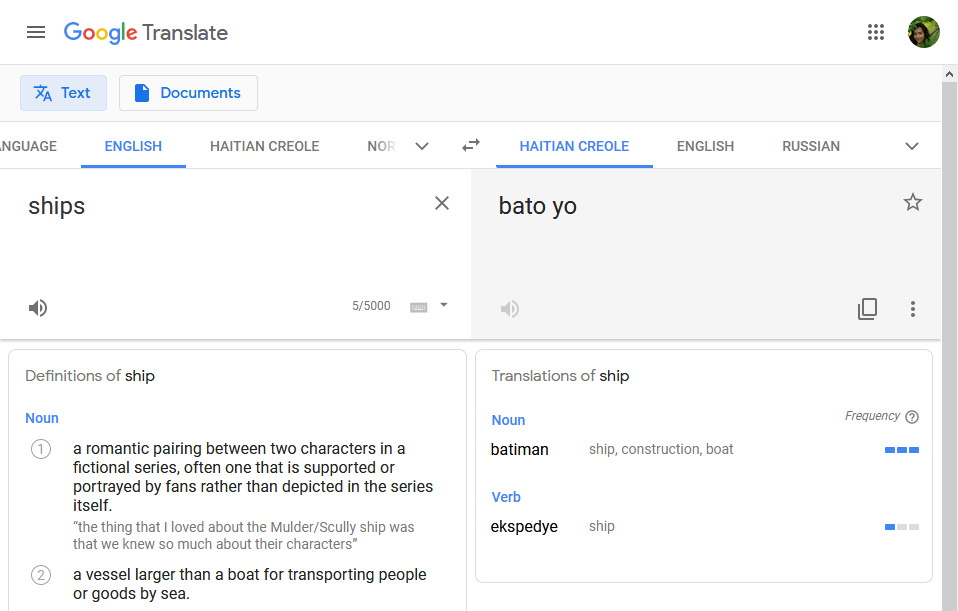 Google Translate
Text
Documents
ANGUAGE
ENGLISH
HAITIAN CREOLE
NOR
HAITIAN CREOLE
ENGLISH
RUSSIAN
ships
bato yo
5/5000
Definitions of ship
Noun
1
a romantic pairing between two characters in a
fictional series, often one that is supported or
portrayed by fans rather than depicted in the series
itself.
“the thing that I loved about the Mulder/Scully ship was
that we knew so much about their characters”
2
a vessel larger than a boat for transporting people
or goods by sea.
Translations of ship
Noun
Frequency ?
batiman ship, construction, boat
Verb
ekspedye ship